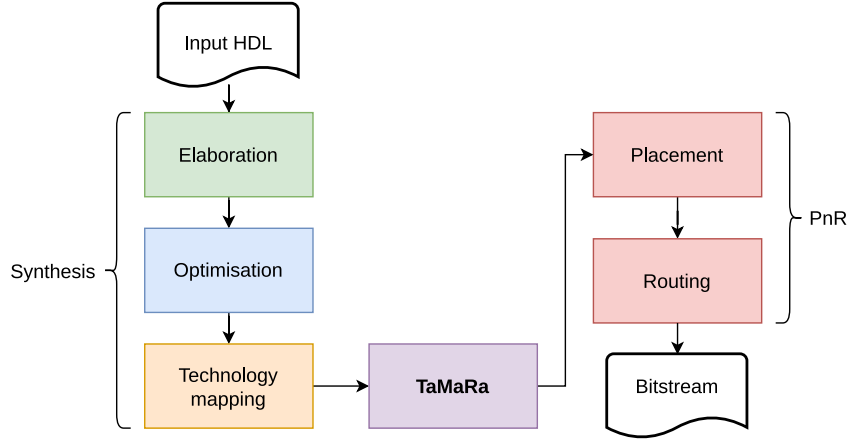 Input HDL
Elaboration
Optimisation
Synthesis
Technology
mapping
TaMaRa
Placement
PnR
Routing
Bitstream